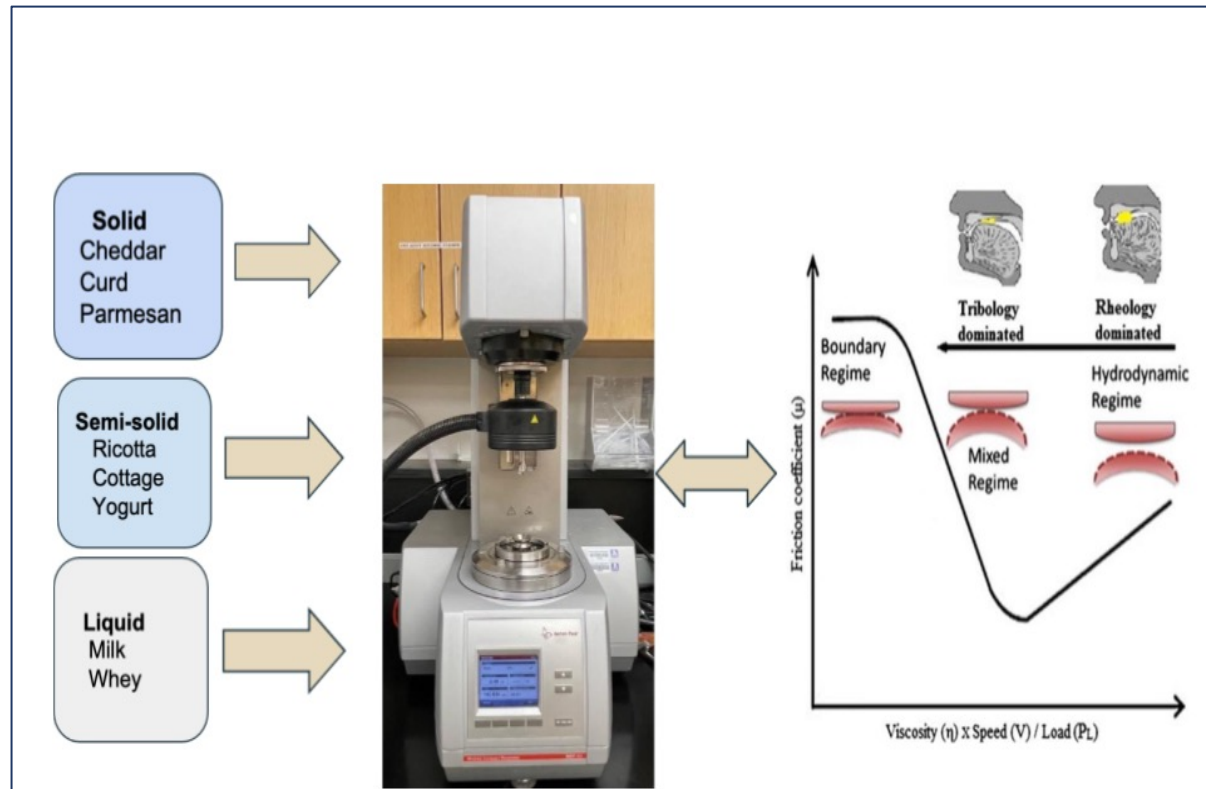 Solid
Cheddar
Curd
Parmesan
Semi-solid
Ricotta
Cottage
Yogurt
Liquid
Milk
Whey
Tribology
dominated
Rheology
dominated
Boundary
Regime
Hydrodynamic
Regime
Mixed
Regime
Friction coefficient (μ)
Viscosity (η) X Speed (V) / Load (PL)